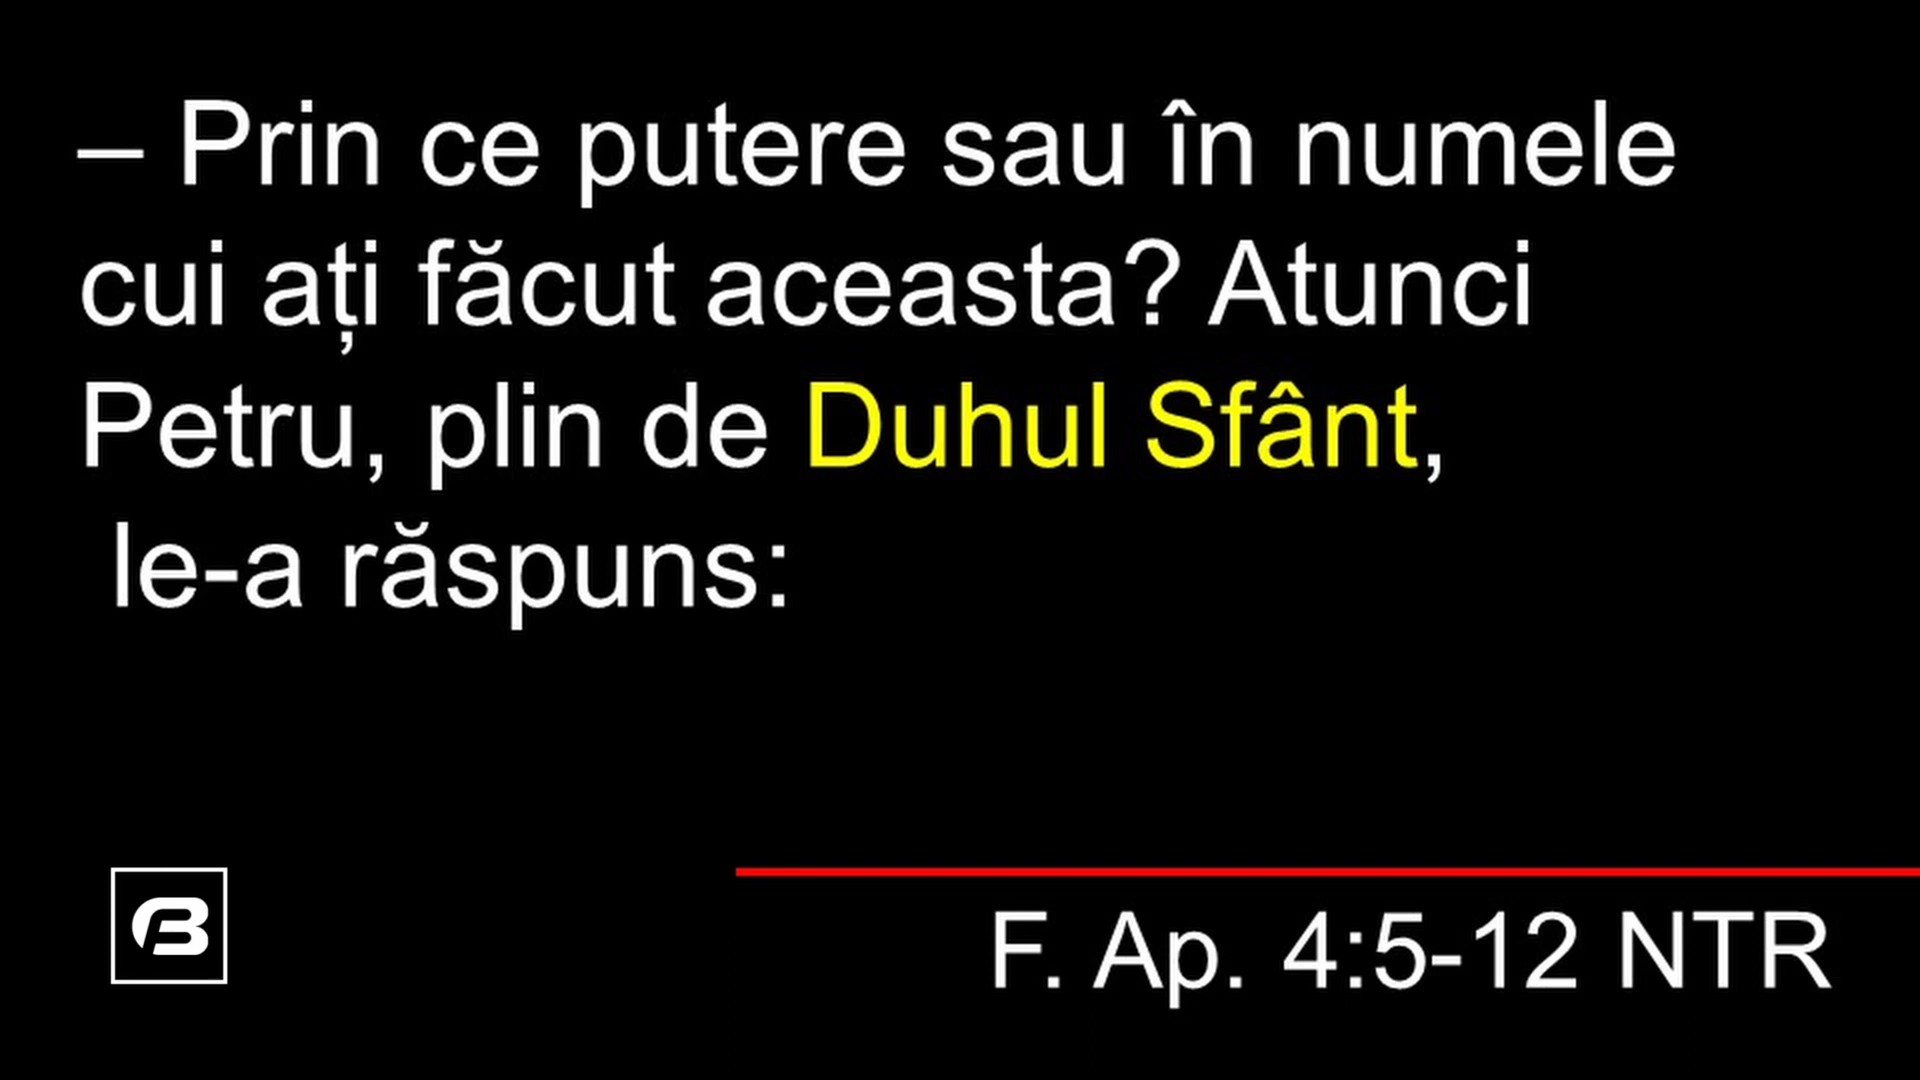 – Prin ce putere sau în numele
cui ați făcut aceasta? Atunci
Petru, plin de Duhul Sfânt,
le-a răspuns:
B
F. Ap. 4:5-12 NTR